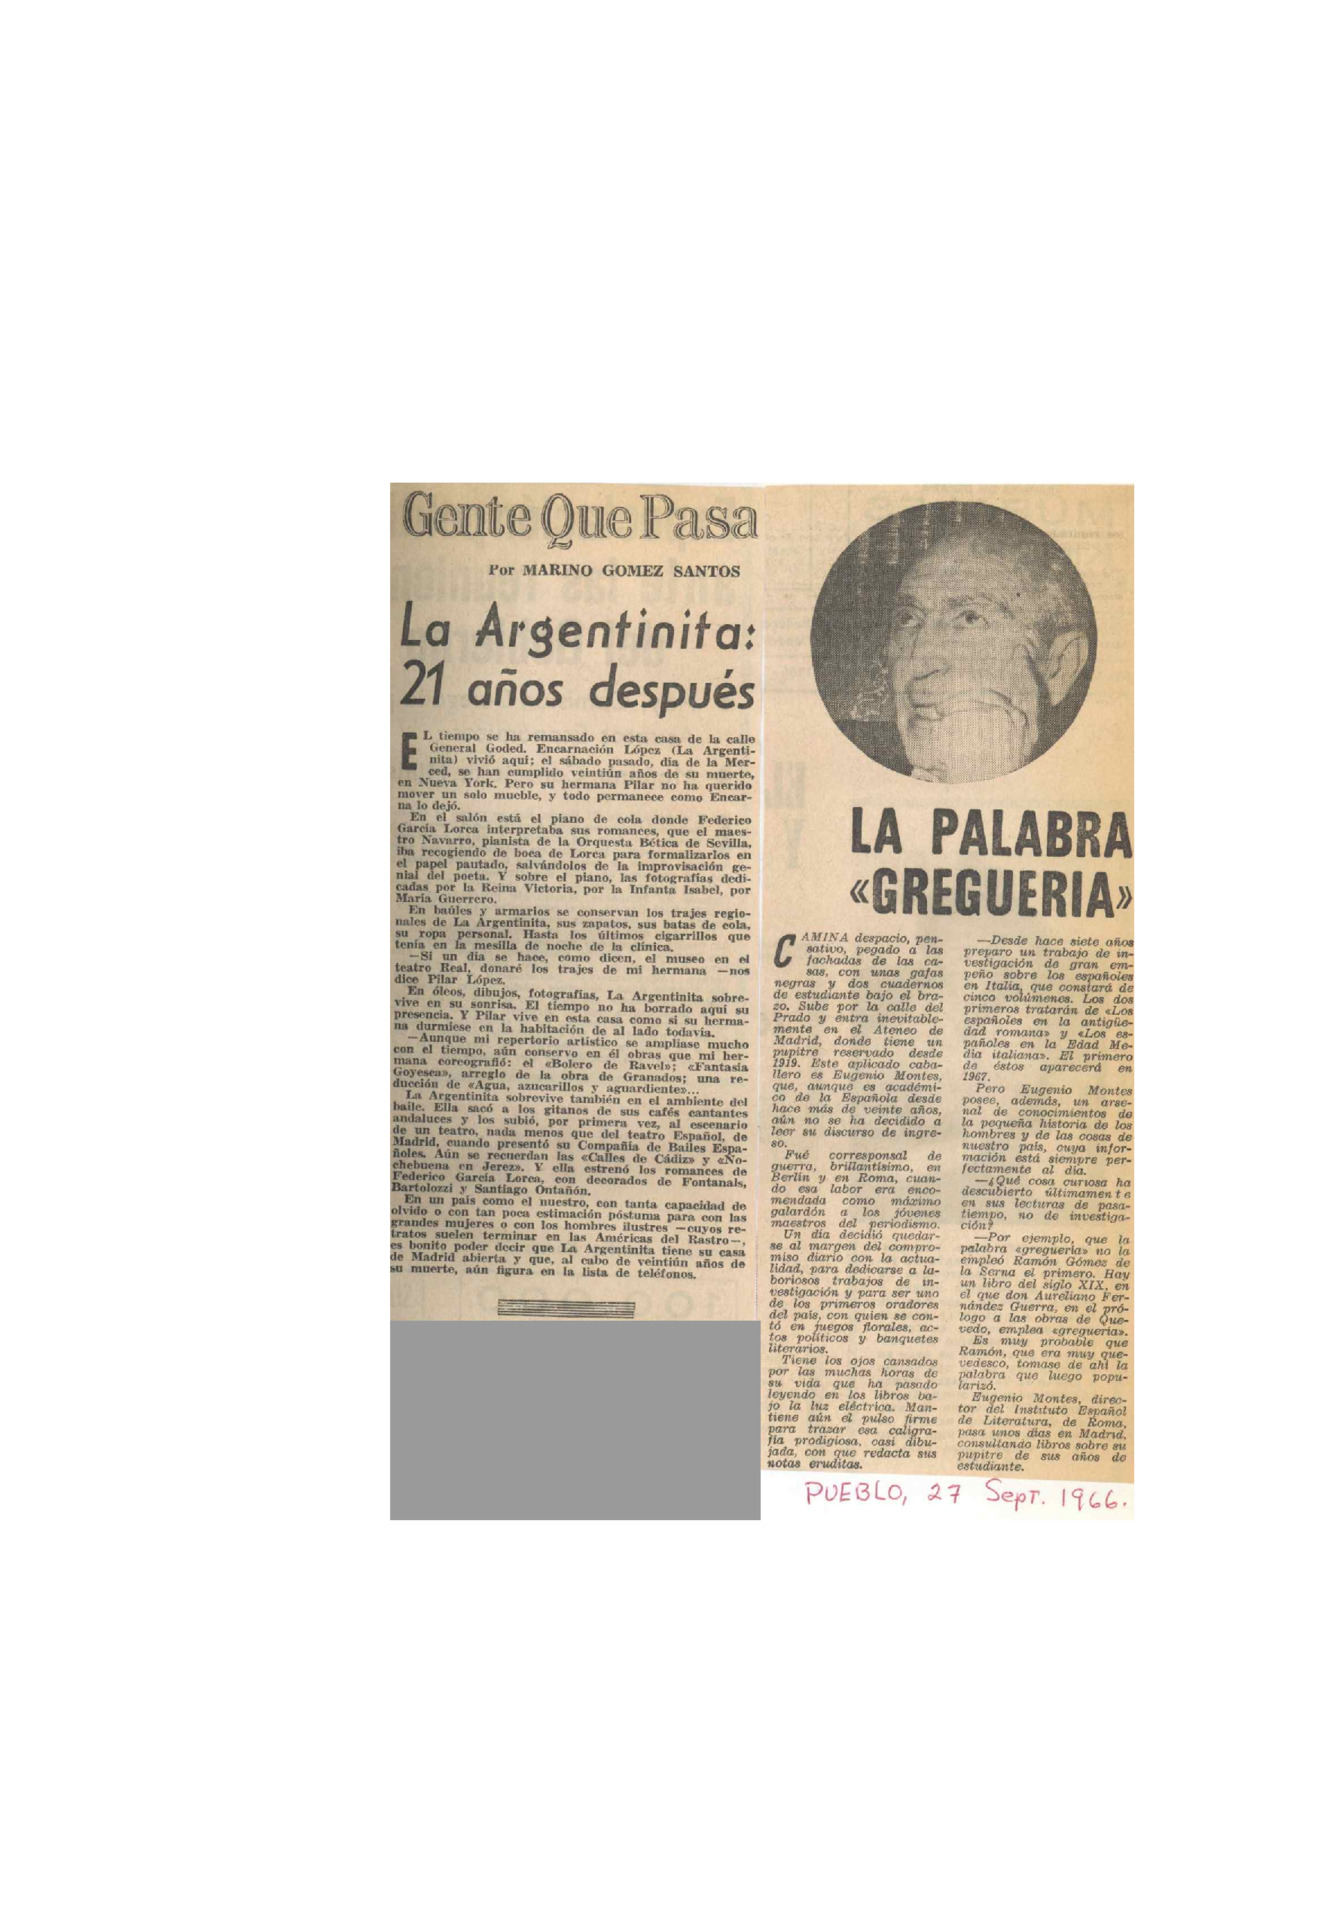 Gente Que Pasa
Por MARINO GOMEZ SANTOS
La Argentinita:
21 años después
EL tiempo se ha remansado en esta casa de la calle
General Goded. Encarnación López (La Argenti-
nita) vivió aquí; el sábado pasado, día de la Mer-
ced, se han cumplido veintiún años de su muerte,
en Nueva York. Pero su hermana Pilar no ha querido
mover un solo mueble, y todo permanece como Encar-
na lo dejó.
En el salón está el piano de cola donde Federico
García Lorca interpretaba sus romances, que el maes-
tro Navarro, pianista de la Orquesta Bética de Sevilla,
iba recogiendo de boca de Lorca para formalizarlos en
el papel pautado, salvándolos de la improvisación ge-
nial del poeta. Y sobre el piano, las fotografías dedi-
cadas por la Reina Victoria, por la Infanta Isabel, por
María Guerrero.
En baúles y armarios se conservan los trajes regio-
nales de La Argentinita, sus zapatos, sus batas de cola,
su ropa personal. Hasta los últimos cigarrillos que
tenía en la mesilla de noche de la clínica.
—Si un día se hace, como dicen, el museo en el
teatro Real, donaré los trajes de mi hermana —nos
dice Pilar López.
En óleos, dibujos, fotografías, La Argentinita sobre-
vive en su sonrisa. El tiempo no ha borrado aquí su
presencia. Y Pilar vive en esta casa como si su herma-
na durmiese en la habitación de al lado todavía.
—Aunque mi repertorio artístico se ampliase mucho
con el tiempo, aún conservo en él obras que mi her-
mana coreografió: el «Bolero de Ravel»; «Fantasía
Goyesca», arreglo de la obra de Granados; una re-
ducción de «Agua, azucarillos y aguardiente»...
La Argentinita sobrevive también en el ambiente del
baile. Ella sacó a los gitanos de sus cafés cantantes
andaluces y los subió, por primera vez, al escenario
de un teatro, nada menos que del teatro Español, de
Madrid, cuando presentó su Compañía de Bailes Espa-
ñoles. Aún se recuerdan las «Calles de Cádiz» y «No-
chebuena en Jerez». Y ella estrenó los romances de
Federico García Lorca, con decorados de Fontanals,
Bartolozzi y Santiago Ontañón.
En un país como el nuestro, con tanta capacidad de
olvido o con tan poca estimación póstuma para con las
grandes mujeres o con los hombres ilustres —cuyos re-
tratos suelen terminar en las Américas del Rastro—,
es bonito poder decir que La Argentinita tiene su casa
de Madrid abierta y que, al cabo de veintiún años de
su muerte, aún figura en la lista de teléfonos.
LA PALABRA
«GREGUERIA»
CAMINA despacio, pen-
sativo, pegado a las
fachadas de las ca-
sas, con unas gafas
negras y dos cuadernos
de estudiante bajo el bra-
zo. Sube por la calle del
Prado y entra inevitable-
mente en el Ateneo de
Madrid, donde tiene un
pupitre reservado desde
1919. Este aplicado caba-
llero es Eugenio Montes,
que, aunque es académi-
co de la Española desde
hace más de veinte años,
aún no se ha decidido a
leer su discurso de ingre-
so.
Fué corresponsal de
guerra, brillantísimo, en
Berlín y en Roma, cuan-
do esa labor era enco-
mendada como máximo
galardón a los jóvenes
maestros del periodismo.
Un día decidió quedar-
se al margen del compro-
miso diario con la actua-
lidad, para dedicarse a la-
boriosos trabajos de in-
vestigación y para ser uno
de los primeros oradores
del país, con quien se con-
tó en juegos florales, ac-
tos políticos y banquetes
literarios.
Tiene los ojos cansados
por las muchas horas de
su vida que ha pasado
leyendo en los libros ba-
jo la luz eléctrica. Man-
tiene aún el pulso firme
para trazar esa caligra-
fía prodigiosa, casi dibu-
jada, con que redacta sus
notas eruditas.
—Desde hace siete años
preparo un trabajo de in-
vestigación de gran em-
peño sobre los españoles
en Italia, que constará de
cinco volúmenes. Los dos
primeros tratarán de «Los
españoles en la antigüe-
dad romana» y «Los es-
pañoles en la Edad Me-
dia italiana». El primero
de éstos aparecerá en
1967.
Pero Eugenio Montes
posee, además, un arse-
nal de conocimientos de
la pequeña historia de los
hombres y de las cosas de
nuestro país, cuya infor-
mación está siempre per-
fectamente al día.
—¿Qué cosa curiosa ha
descubierto últimamente
en sus lecturas de pasa-
tiempo, no de investiga-
ción?
—Por ejemplo, que la
palabra «greguería» no la
empleó Ramón Gómez de
la Serna el primero. Hay
un libro del siglo XIX, en
el que don Aureliano Fer-
nández Guerra, en el pró-
logo a las obras de Que-
vedo, emplea «greguería».
Es muy probable que
Ramón, que era muy que-
vedesco, tomase de ahí la
palabra que luego popu-
larizó.
Eugenio Montes, direc-
tor del Instituto Español
de Literatura, de Roma,
pasa unos días en Madrid,
consultando libros sobre su
pupitre de sus años de
estudiante.
PUEBLO, 27 Sept. 1966.